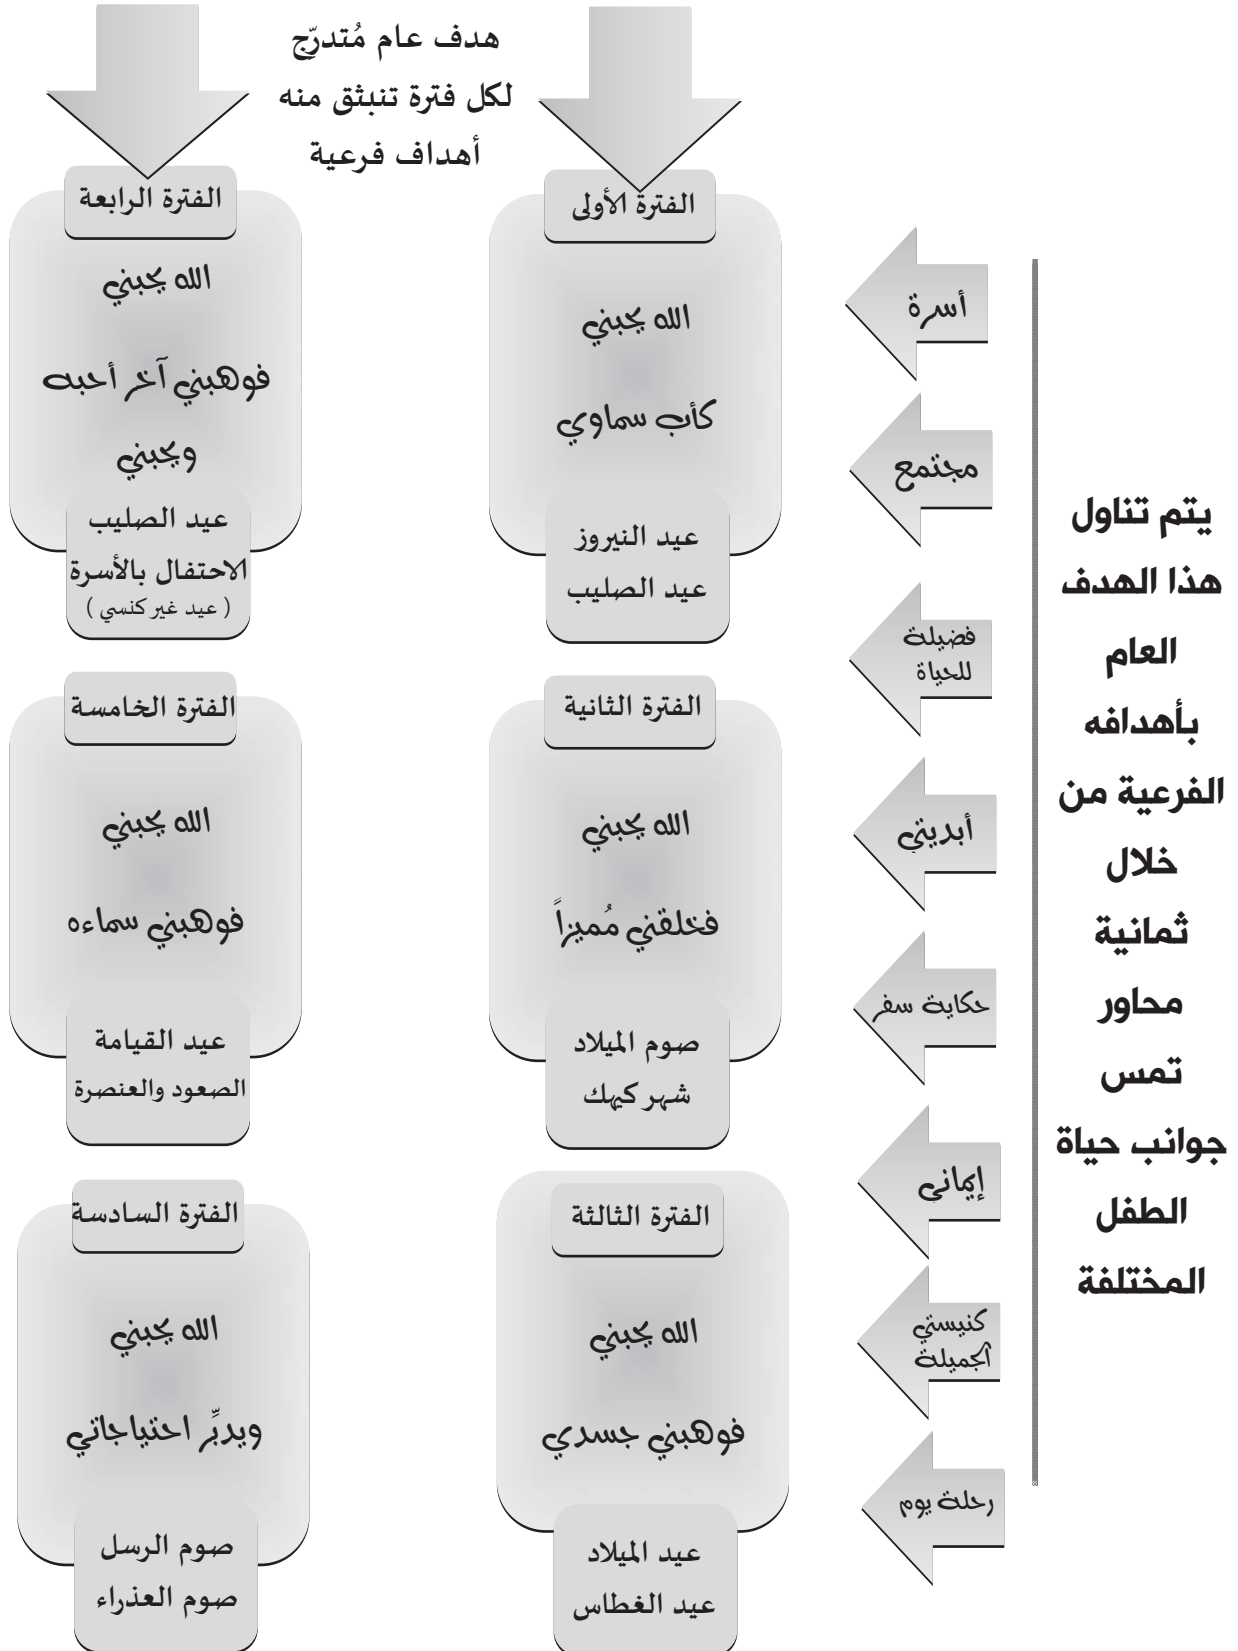 هدف عام مُتدرّج
لكل فترة تنبثق منه
أهداف فرعية
يتم تناول
هذا الهدف
العام
بأهدافه
الفرعية من
خلال
ثمانية
محاور
تمس
جوانب حياة
الطفل
المختلفة
أسرة
مجتمع
فضيلة
للحياة
أبديتي
حكاية سفر
إيماني
كنيستي
الجميلة
رحلة يوم
الفترة الأولى
الله يحبني
كأب سماوي
عيد النيروز
عيد الصليب
الفترة الثانية
الله يحبني
فخلقني مُميزاً
صوم الميلاد
شهر كيهك
الفترة الثالثة
الله يحبني
فوهبني جسدي
عيد الميلاد
عيد الغطاس
الفترة الرابعة
الله يحبني
فوهبني آخر أحبه
ويحبني
عيد الصليب
الاحتفال بالأسرة
( عيد غير كنسي )
الفترة الخامسة
الله يحبني
فوهبني سماءه
عيد القيامة
الصعود والعنصرة
الفترة السادسة
الله يحبني
ويدبِّر احتياجاتي
صوم الرسل
صوم العذراء